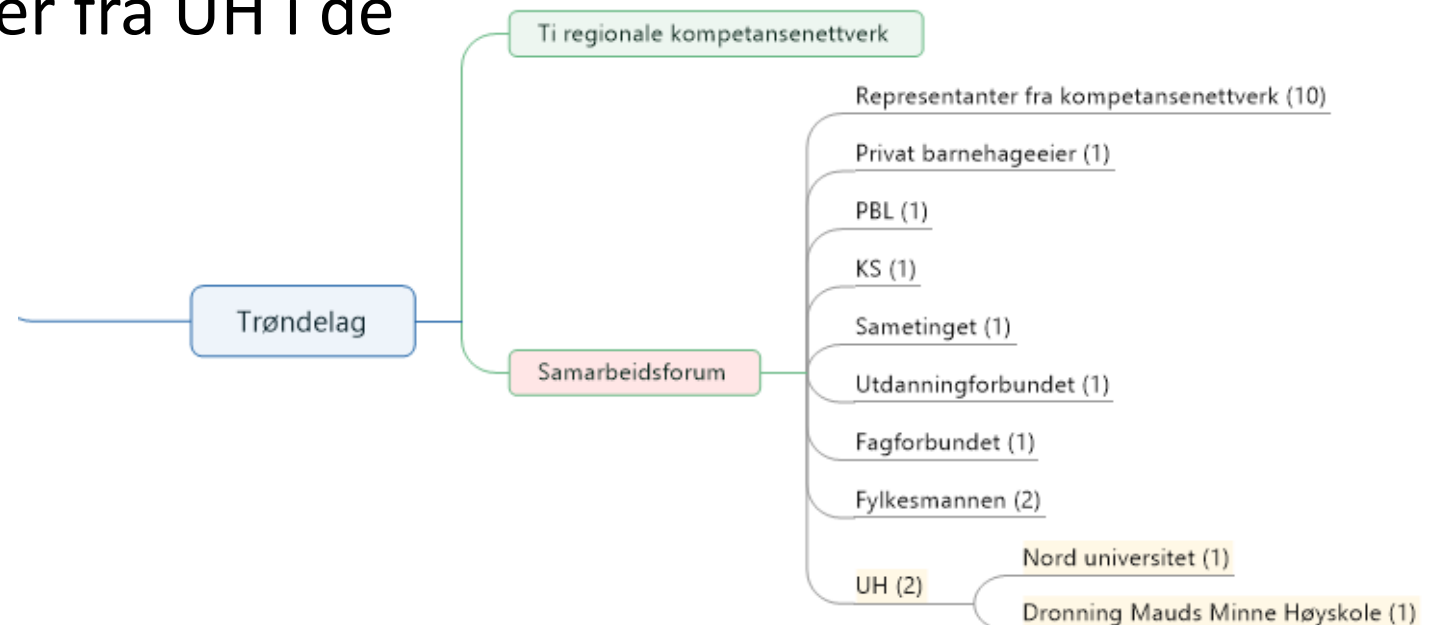 er fra UH i de
Ti regionale kompetansenettverk
Representanter fra kompetansenettverk (10)
Privat barnehageeier (1)
PBL (1)
KS (1)
Trøndelag
Sametinget (1)
Samarbeidsforum
Utdanningforbundet (1)
Fagforbundet (1)
Fylkesmannen (2)
UH (2)
Nord universitet (1)
Dronning Mauds Minne Høyskole (1)